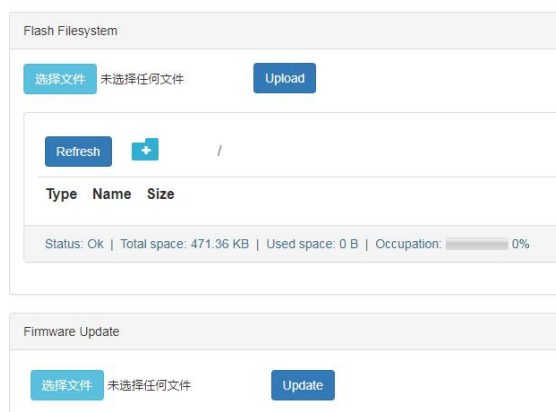 Flash Filesystem
选择文件 未选择任何文件 Upload
Refresh /
Type Name Size
Status: Ok | Total space: 471.36 KB | Used space: 0 B | Occupation: 0%
Firmware Update
选择文件 未选择任何文件 Update